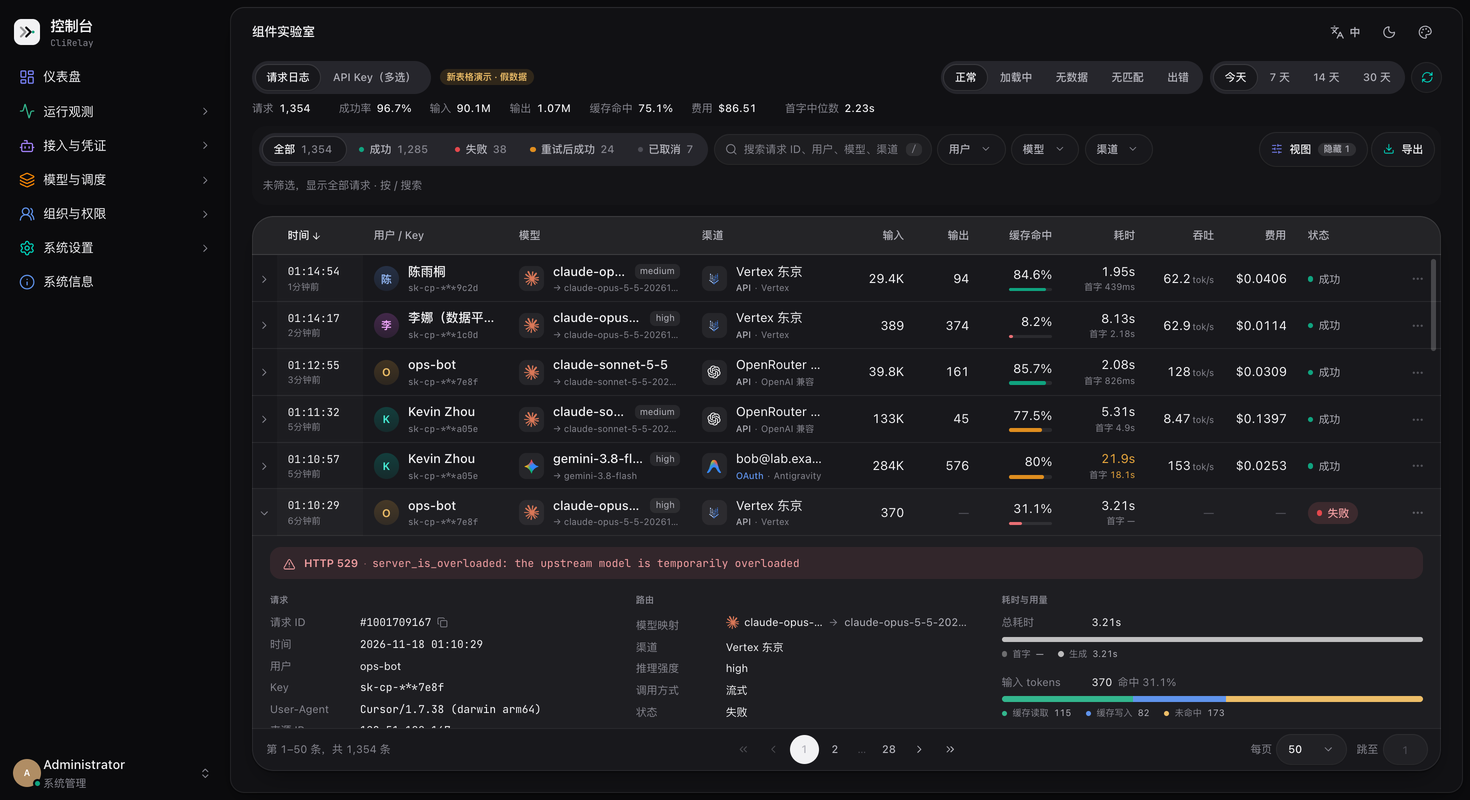 控制台
CliRelay
仪表盘
运行观测
接入与凭证
模型与调度
组织与权限
系统设置
系统信息
A
Administrator
系统管理
组件实验室
中
请求日志 API Key（多选） 新表格演示 · 假数据
正常 加载中 无数据 无匹配 出错 今天 7 天 14 天 30 天
请求 1,354 成功率 96.7% 输入 90.1M 输出 1.07M 缓存命中 75.1% 费用 $86.51 首字中位数 2.23s
全部 1,354 成功 1,285 失败 38 重试后成功 24 已取消 7 搜索请求 ID、用户、模型、渠道 / 用户 模型 渠道 视图 隐藏 1 导出
未筛选，显示全部请求 · 按 / 搜索
时间 ↓ 用户 / Key 模型 渠道 输入 输出 缓存命中 耗时 吞吐 费用 状态
01:14:54 陈 陈雨桐 claude-op... medium Vertex 东京 29.4K 94 84.6% 1.95s 62.2 tok/s $0.0406 成功 ···
1分钟前 sk-cp-***9c2d → claude-opus-5-5-20261... API · Vertex 首字 439ms
01:14:17 李 李娜（数据平... claude-opus... high Vertex 东京 389 374 8.2% 8.13s 62.9 tok/s $0.0114 成功 ···
2分钟前 sk-cp-***1c0d → claude-opus-5-5-20261... API · Vertex 首字 2.18s
01:12:55 O ops-bot claude-sonnet-5-5 OpenRouter ... 39.8K 161 85.7% 2.08s 128 tok/s $0.0309 成功 ···
3分钟前 sk-cp-***7e8f → claude-sonnet-5-5-202... API · OpenAI 兼容 首字 826ms
01:11:32 K Kevin Zhou claude-so... medium OpenRouter ... 133K 45 77.5% 5.31s 8.47 tok/s $0.1397 成功 ···
5分钟前 sk-cp-***a05e → claude-sonnet-5-5-202... API · OpenAI 兼容 首字 4.9s
01:10:57 K Kevin Zhou gemini-3.8-fl... high bob@lab.exa... 284K 576 80% 21.9s 153 tok/s $0.0253 成功 ···
5分钟前 sk-cp-***a05e → gemini-3.8-flash OAuth · Antigravity 首字 18.1s
01:10:29 O ops-bot claude-opus... high Vertex 东京 370 — 31.1% 3.21s — — 失败 ···
6分钟前 sk-cp-***7e8f → claude-opus-5-5-20261... API · Vertex 首字 —
HTTP 529 · server_is_overloaded: the upstream model is temporarily overloaded
请求
请求 ID #1001709167
时间 2026-11-18 01:10:29
用户 ops-bot
Key sk-cp-***7e8f
User-Agent Cursor/1.7.38 (darwin arm64)
路由
模型映射 claude-opus-... → claude-opus-5-5-202...
渠道 Vertex 东京
推理强度 high
调用方式 流式
状态 失败
耗时与用量
总耗时 3.21s
首字 — 生成 3.21s
输入 tokens 370 命中 31.1%
缓存读取 115 缓存写入 82 未命中 173
第 1–50 条，共 1,354 条 « ‹ 1 2 ... 28 › » 每页 50 跳至 1